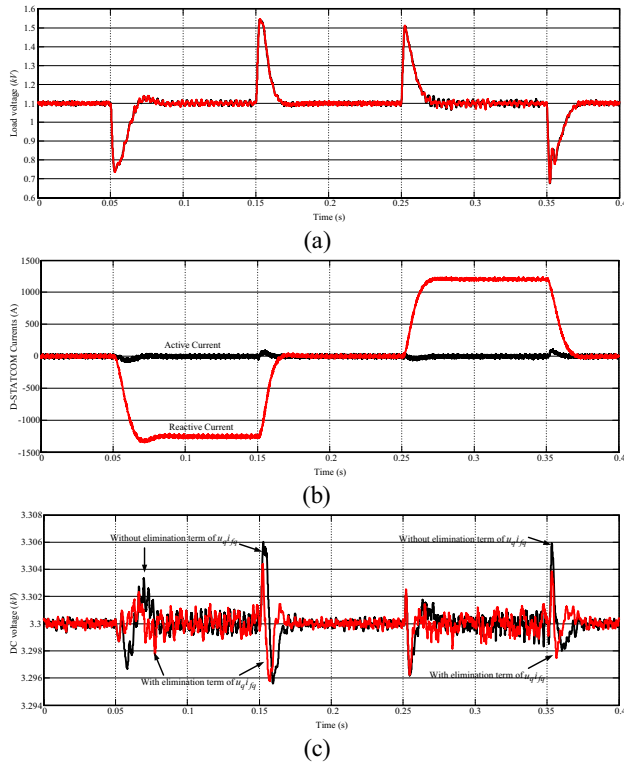 1.6
1.5
1.4
1.3
1.2
1.1
1
0.9
0.8
0.7
0.6
Load voltage (kV)
0 0.05 0.1 0.15 0.2 0.25 0.3 0.35 0.4
Time (s)
(a)
1500
1000
500
0
-500
-1000
-1500
D-STATCOM Currents (A)
Active Current
Reactive Current
0 0.05 0.1 0.15 0.2 0.25 0.3 0.35 0.4
Time (s)
(b)
3.308
3.306
3.304
3.302
3.3
3.298
3.296
3.294
DC voltage (kV)
Without elimination term of u_q i_fq
Without elimination term of u_q i_fq
With elimination term of u_q i_fq
With elimination term of u_q i_fq
0 0.05 0.1 0.15 0.2 0.25 0.3 0.35 0.4
Time (s)
(c)